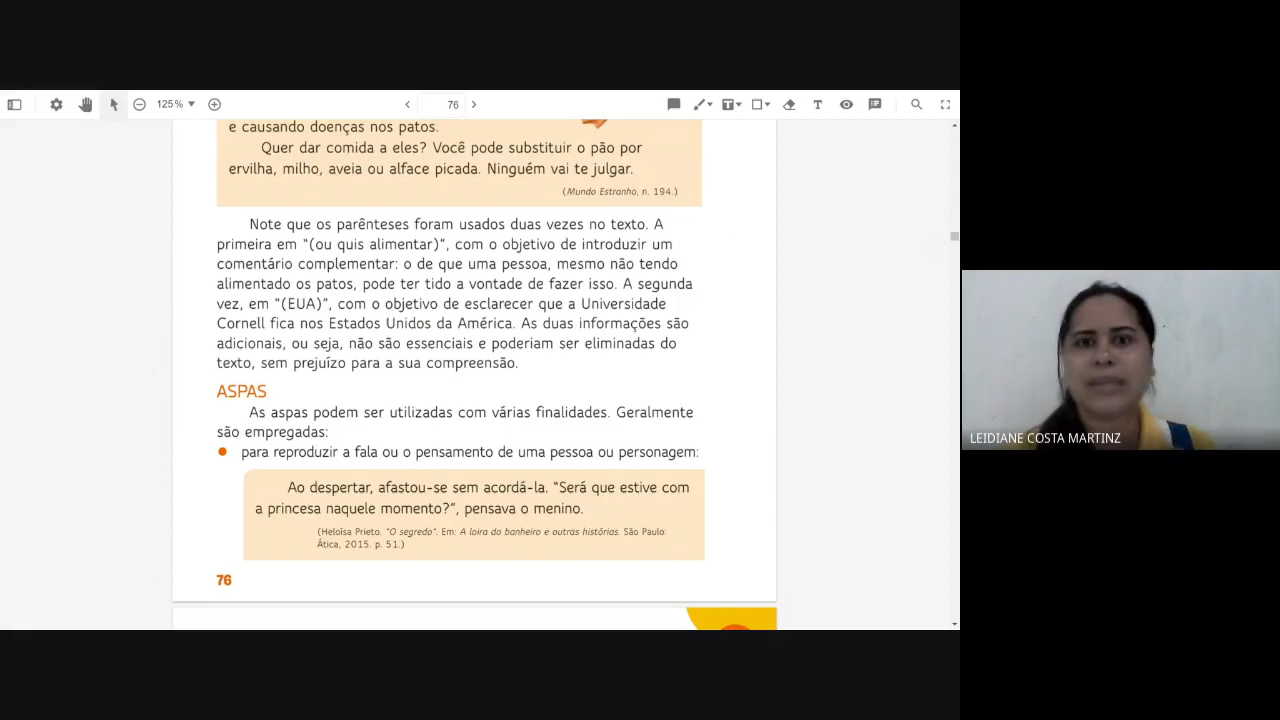 125%
76
e causando doenças nos patos.
Quer dar comida a eles? Você pode substituir o pão por
ervilha, milho, aveia ou alface picada. Ninguém vai te julgar.
(Mundo Estranho, n. 194.)
Note que os parênteses foram usados duas vezes no texto. A
primeira em “(ou quis alimentar)”, com o objetivo de introduzir um
comentário complementar: o de que uma pessoa, mesmo não tendo
alimentado os patos, pode ter tido a vontade de fazer isso. A segunda
vez, em “(EUA)”, com o objetivo de esclarecer que a Universidade
Cornell fica nos Estados Unidos da América. As duas informações são
adicionais, ou seja, não são essenciais e poderiam ser eliminadas do
texto, sem prejuízo para a sua compreensão.
ASPAS
As aspas podem ser utilizadas com várias finalidades. Geralmente
são empregadas:
● para reproduzir a fala ou o pensamento de uma pessoa ou personagem:
Ao despertar, afastou-se sem acordá-la. “Será que estive com
a princesa naquele momento?”, pensava o menino.
(Heloísa Prieto. “O segredo”. Em: A loira do banheiro e outras histórias. São Paulo:
Ática, 2015. p. 51.)
76
LEIDIANE COSTA MARTINZ